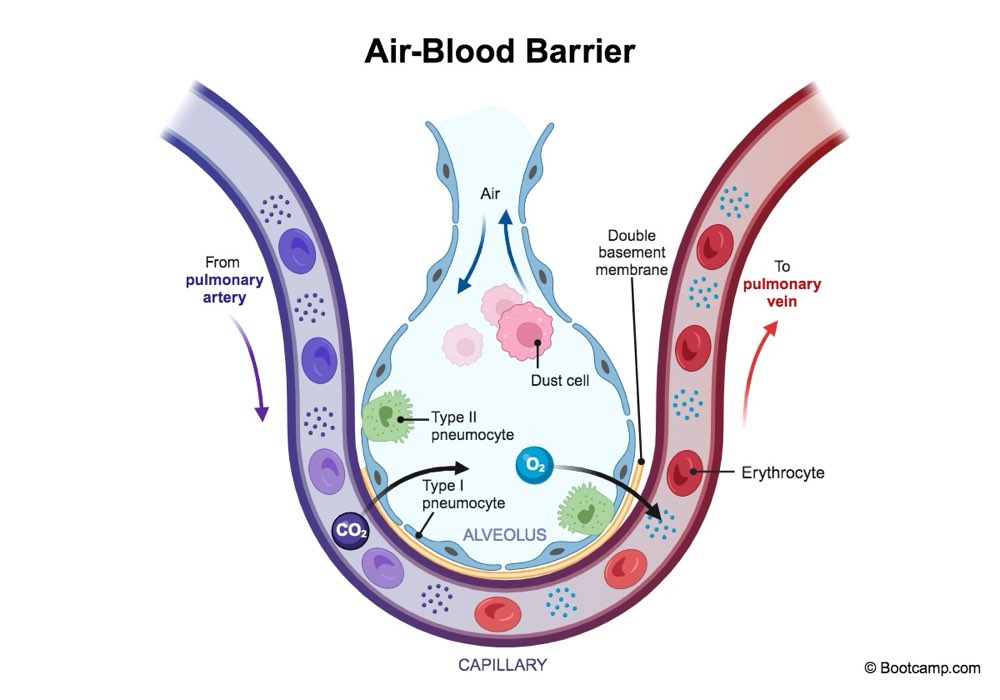 Air-Blood Barrier
Air
From
pulmonary
artery
Double
basement
membrane
To
pulmonary
vein
Dust cell
Type II
pneumocyte
O₂
Erythrocyte
Type I
pneumocyte
CO₂
ALVEOLUS
CAPILLARY
© Bootcamp.com